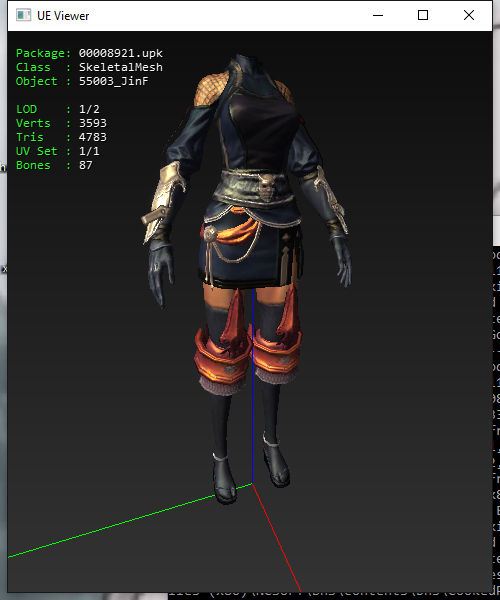 UE Viewer
Package: 00008921.upk
Class : SkeletalMesh
Object : 55003_JinF
LOD : 1/2
Verts : 3593
Tris : 4783
UV Set : 1/1
Bones : 87